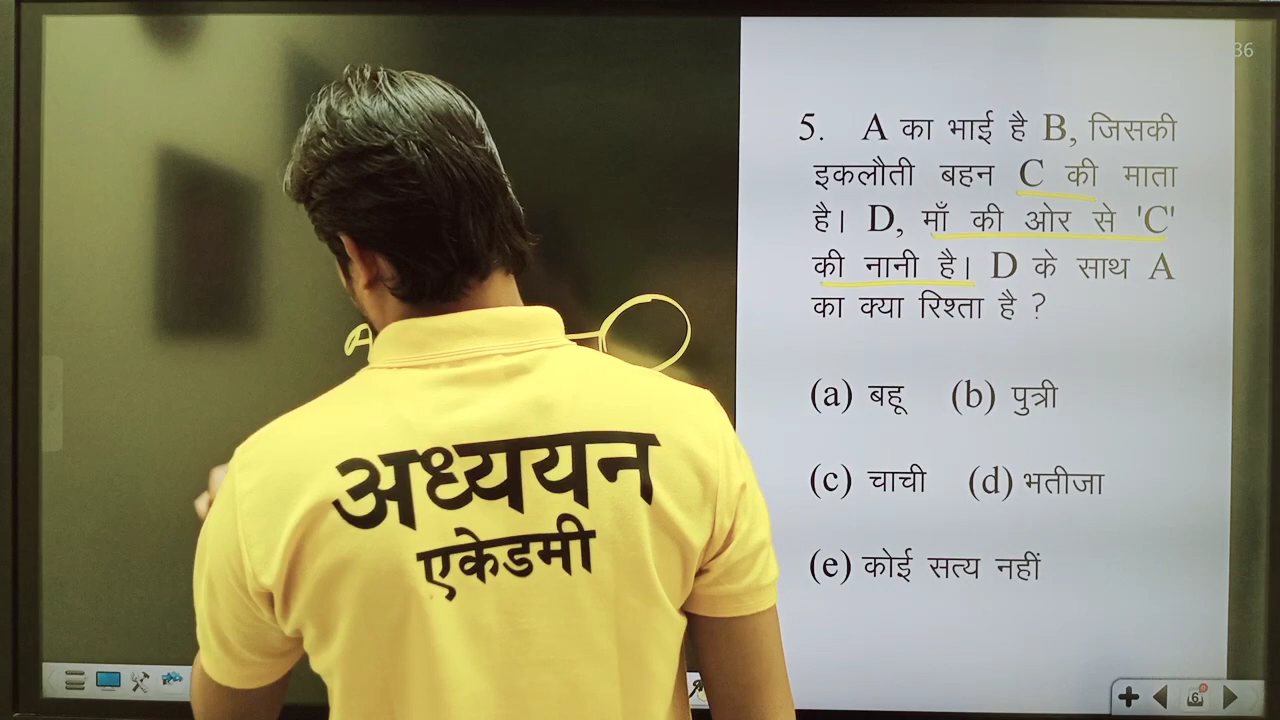 36
5. A का भाई है B, जिसकी
इकलौती बहन C की माता
है। D, माँ की ओर से 'C'
की नानी है। D के साथ A
का क्या रिश्ता है ?
(a) बहू (b) पुत्री
(c) चाची (d) भतीजा
(e) कोई सत्य नहीं
A
अध्ययन
एकेडमी